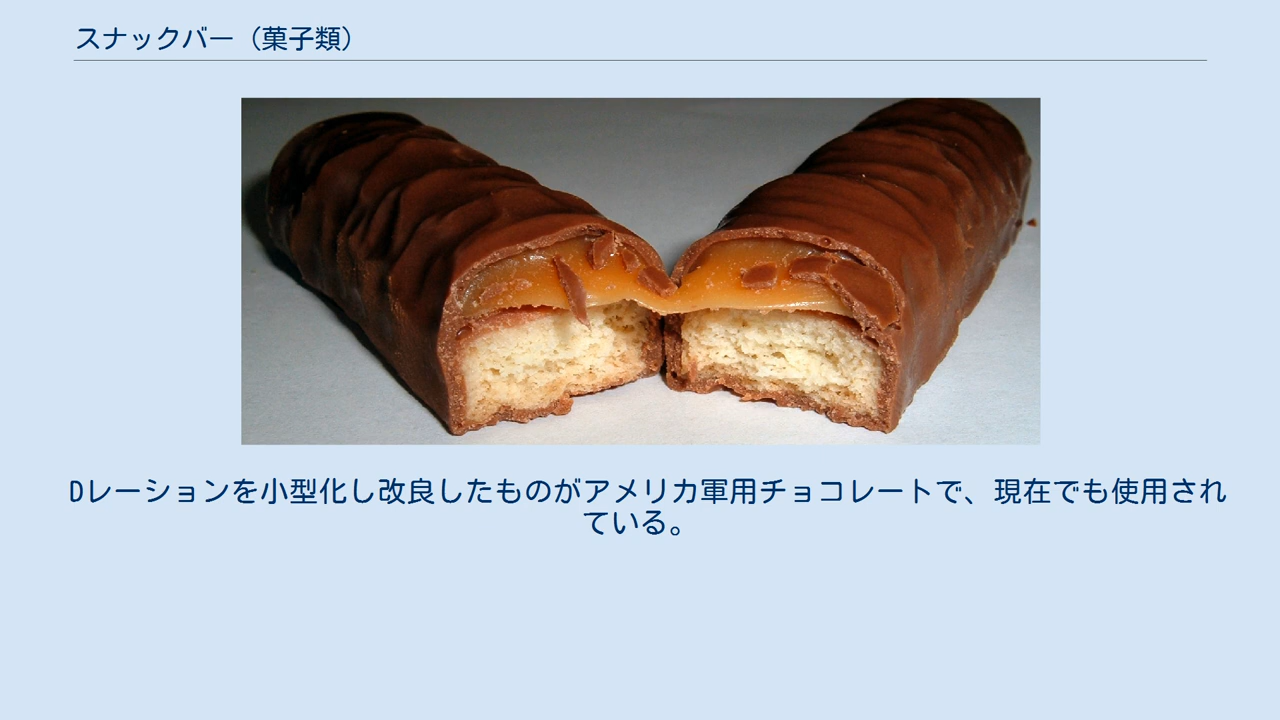 スナックバー（菓子類）
Dレーションを小型化し改良したものがアメリカ軍用チョコレートで、現在でも使用され
ている。